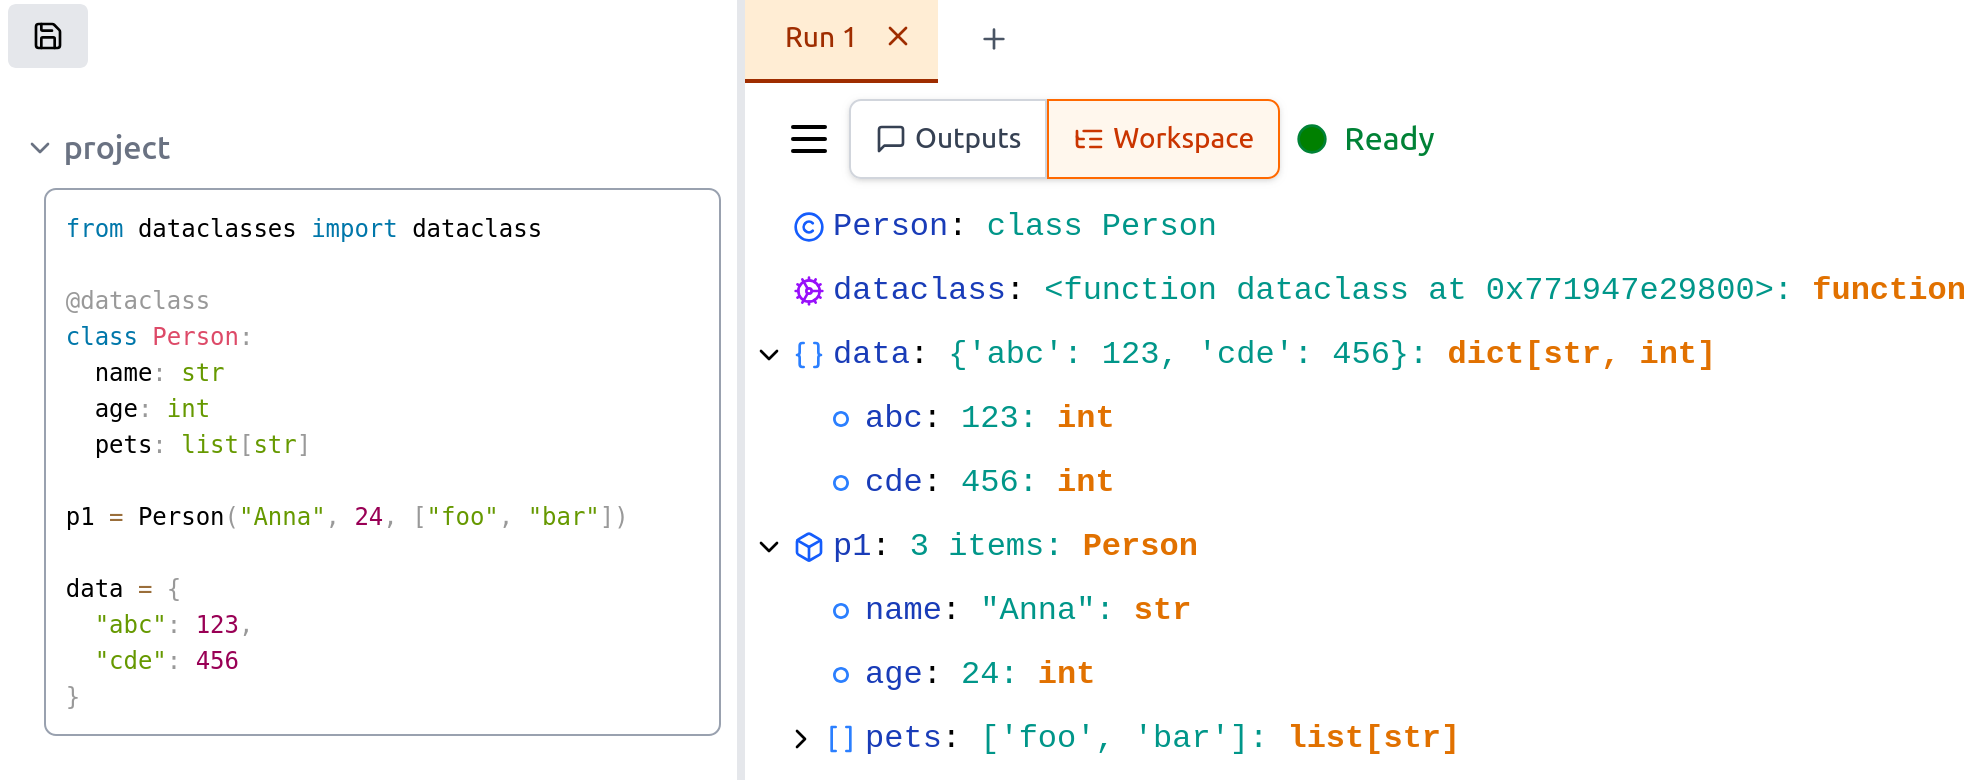 project
from dataclasses import dataclass
@dataclass
class Person:
  name: str
  age: int
  pets: list[str]
p1 = Person("Anna", 24, ["foo", "bar"])
data = {
  "abc": 123,
  "cde": 456
}
Run 1
Outputs
Workspace
Ready
Person: class Person
dataclass: <function dataclass at 0x771947e29800>: function
data: {'abc': 123, 'cde': 456}: dict[str, int]
abc: 123: int
cde: 456: int
p1: 3 items: Person
name: "Anna": str
age: 24: int
pets: ['foo', 'bar']: list[str]